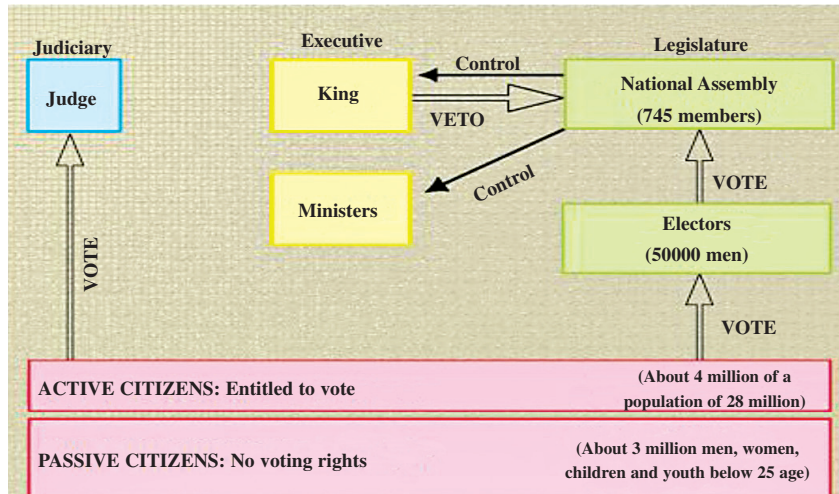 Judiciary
Executive
Legislature
Judge
King
Control
VETO
National Assembly
(745 members)
Ministers
Control
VOTE
Electors
(50000 men)
VOTE
VOTE
ACTIVE CITIZENS: Entitled to vote
(About 4 million of a
population of 28 million)
PASSIVE CITIZENS: No voting rights
(About 3 million men, women,
children and youth below 25 age)